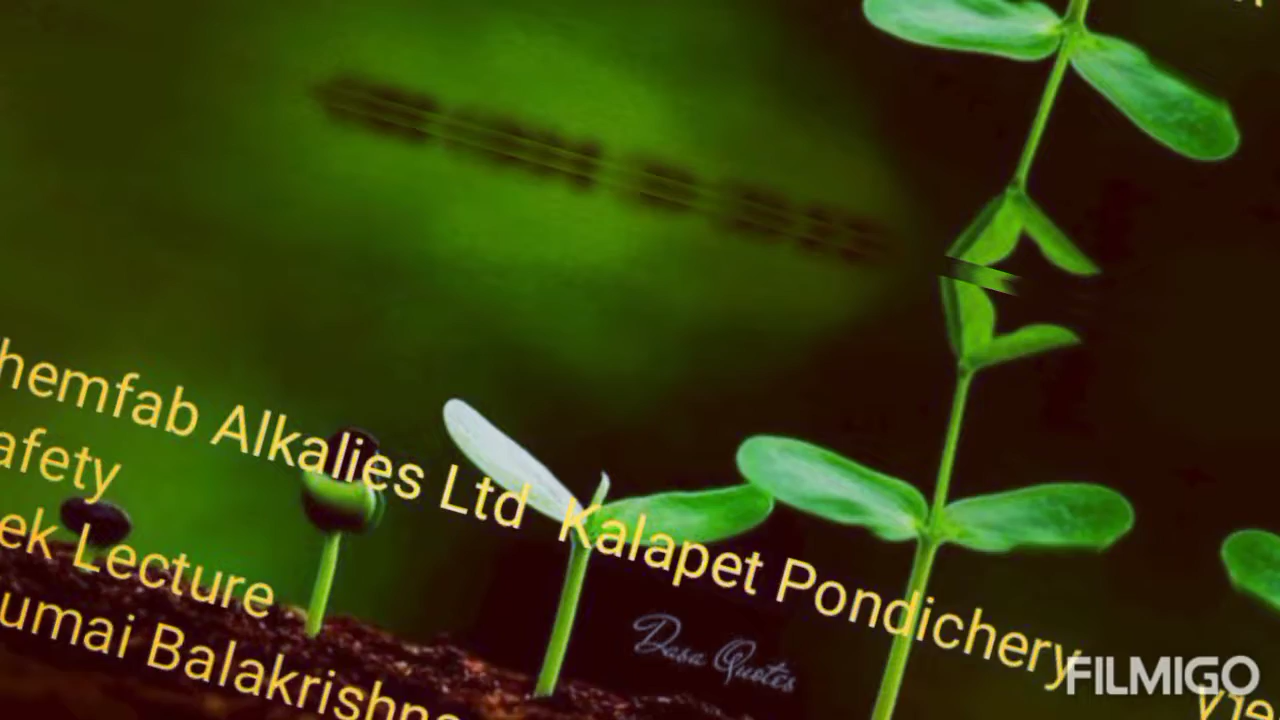 hemfab Alkalies Ltd Kalapet Pondichery
afety
ek Lecture
umai Balakrishn
Dasa Quotes
FILMIGO